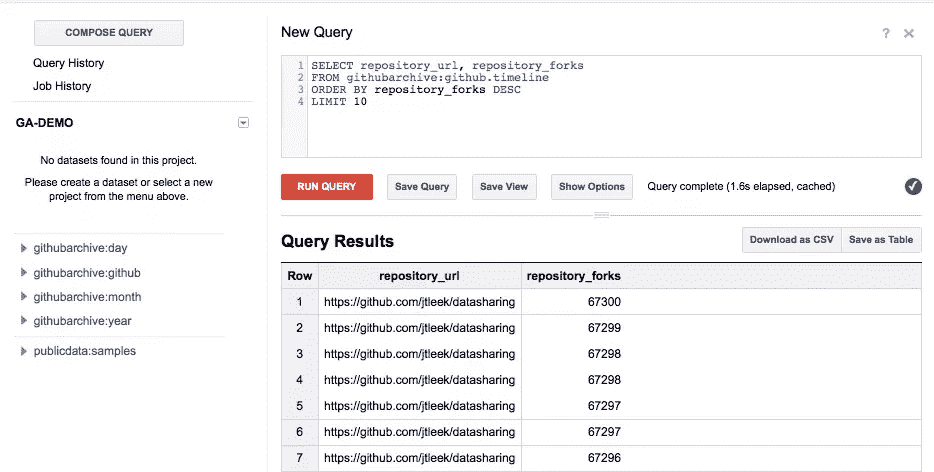 COMPOSE QUERY
Query History
Job History
GA-DEMO
No datasets found in this project.
Please create a dataset or select a new
project from the menu above.
githubarchive:day
githubarchive:github
githubarchive:month
githubarchive:year
publicdata:samples
New Query
? ×
1 SELECT repository_url, repository_forks
2 FROM githubarchive:github.timeline
3 ORDER BY repository_forks DESC
4 LIMIT 10
RUN QUERY Save Query Save View Show Options Query complete (1.6s elapsed, cached)
Query Results Download as CSV Save as Table
Row repository_url repository_forks
1 https://github.com/jtleek/datasharing 67300
2 https://github.com/jtleek/datasharing 67299
3 https://github.com/jtleek/datasharing 67298
4 https://github.com/jtleek/datasharing 67298
5 https://github.com/jtleek/datasharing 67297
6 https://github.com/jtleek/datasharing 67297
7 https://github.com/jtleek/datasharing 67296